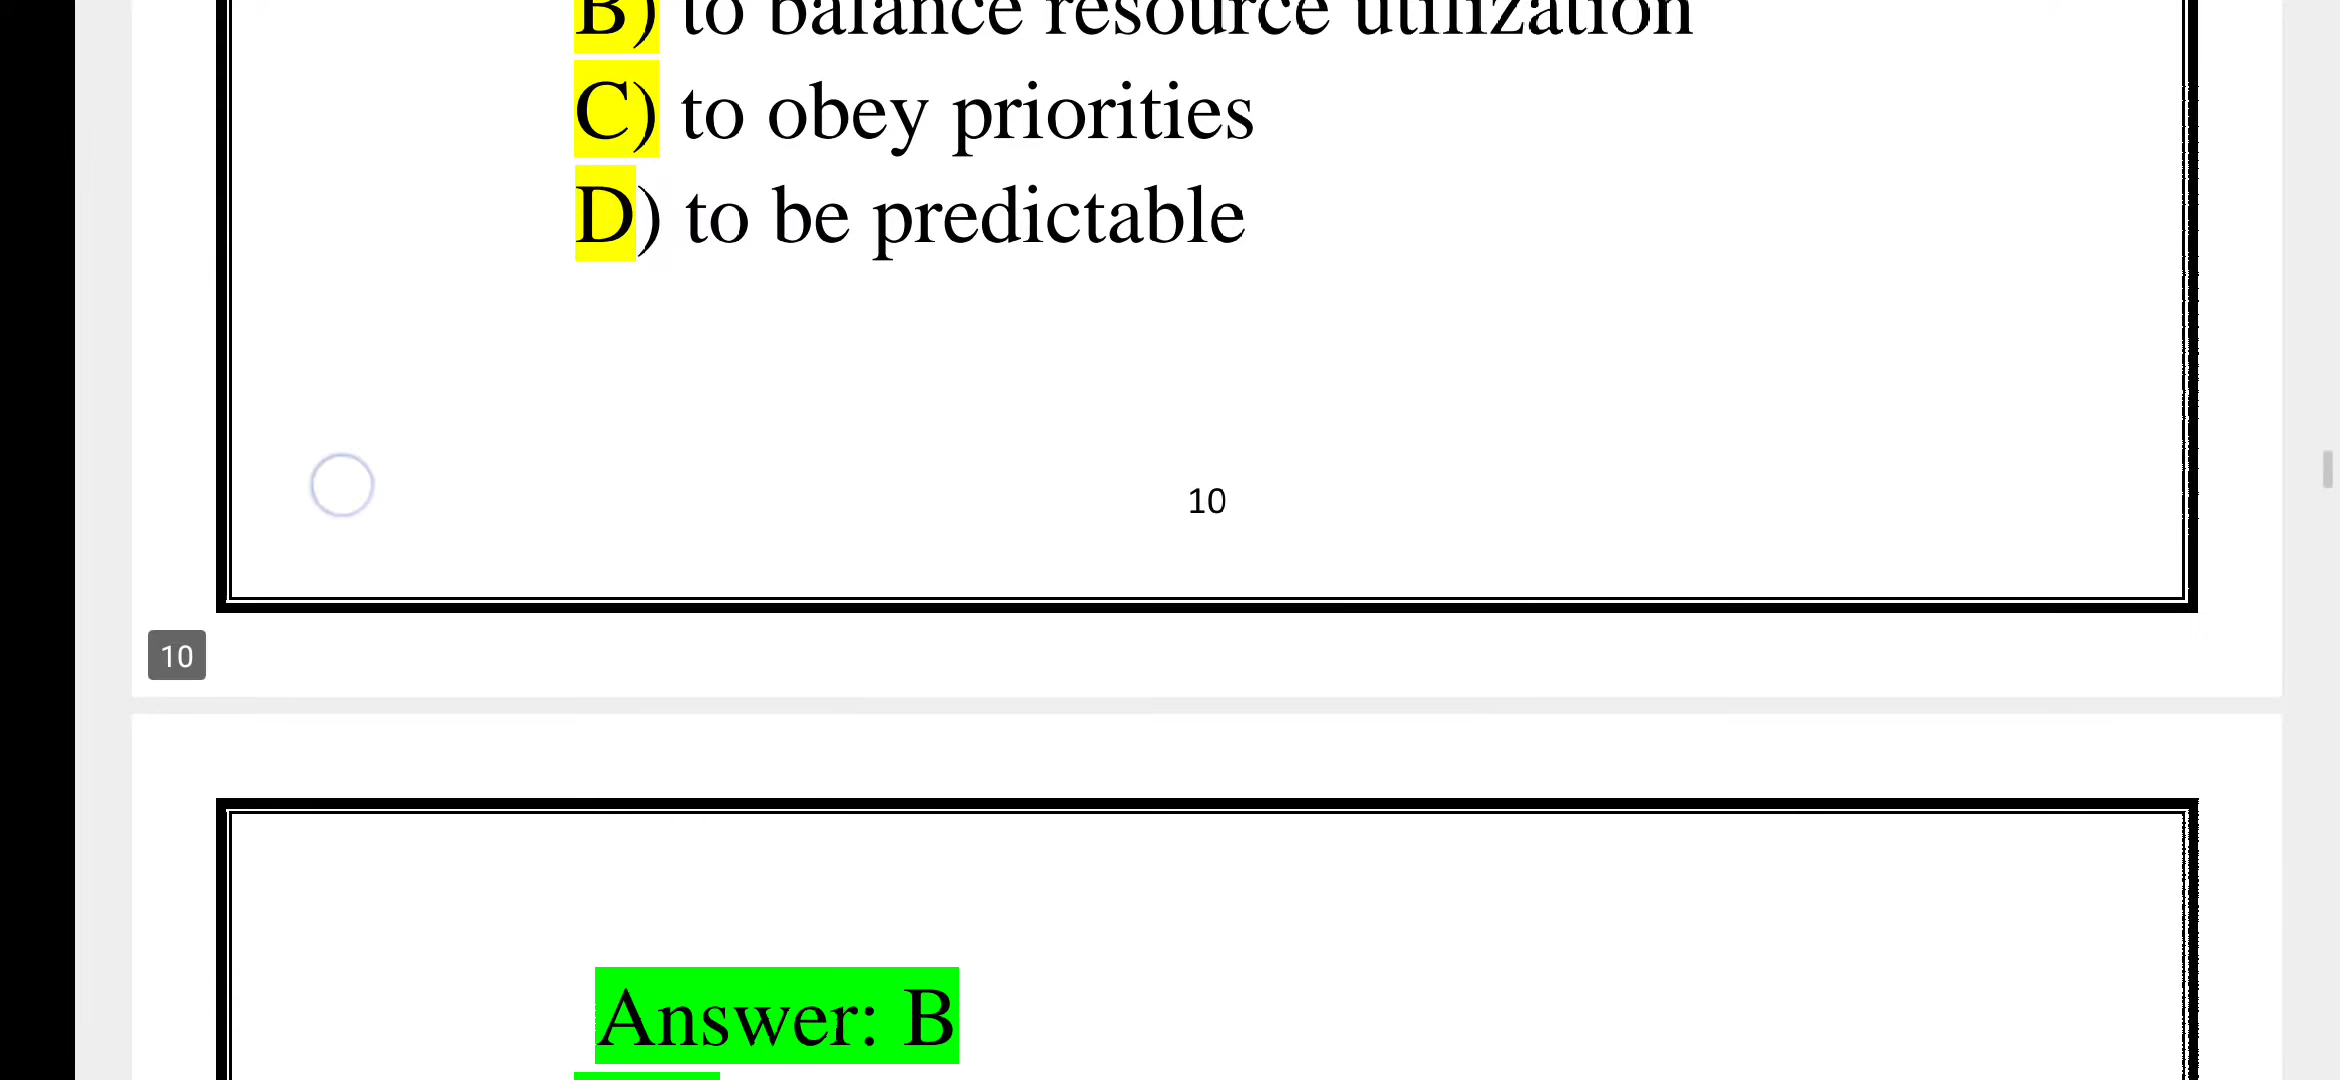 B) to balance resource utilization
C) to obey priorities
D) to be predictable
10
10
Answer: B